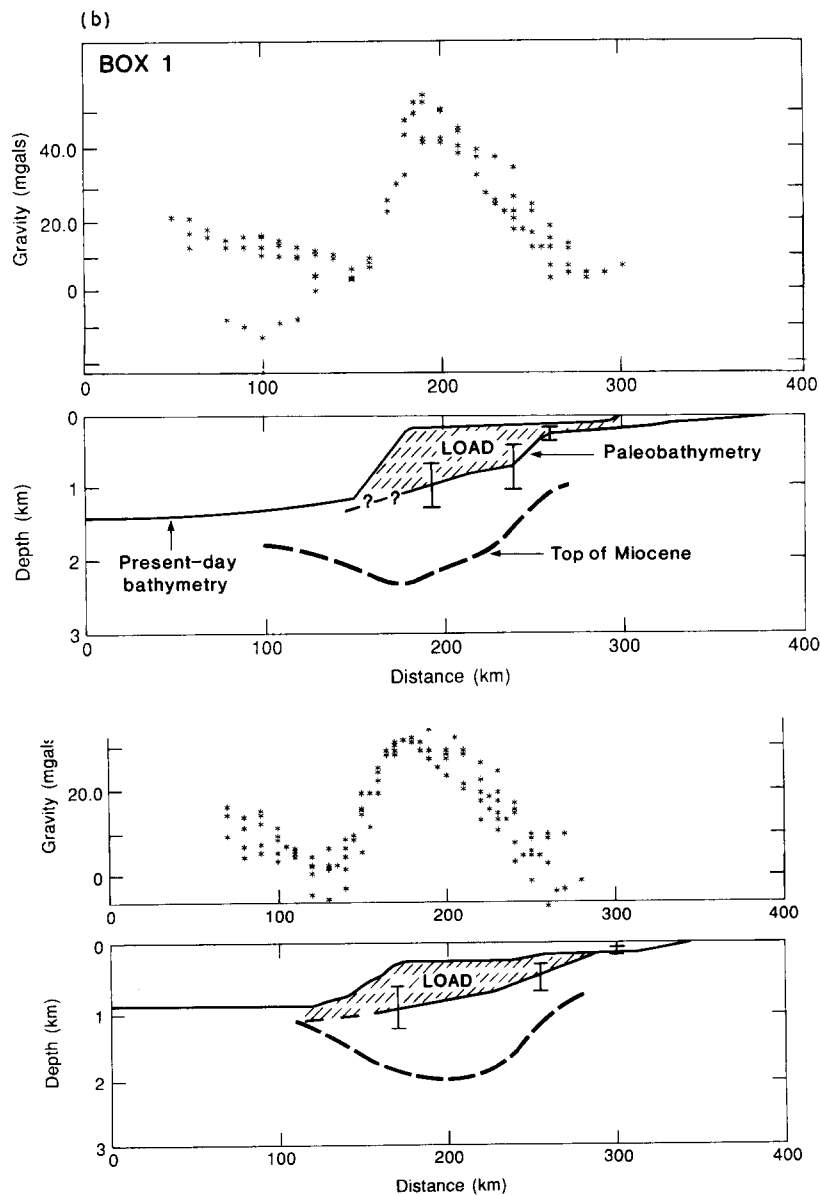 (b)
BOX 1
Gravity (mgals)
40.0
20.0
0
0
100
200
300
400
Depth (km)
0
1
2
3
LOAD
Paleobathymetry
? ?
Present-day
bathymetry
Top of Miocene
0
100
200
300
400
Distance (km)
Gravity (mgals
20.0
0
0
100
200
300
400
Depth (km)
0
1
2
3
LOAD
0
100
200
300
400
Distance (km)